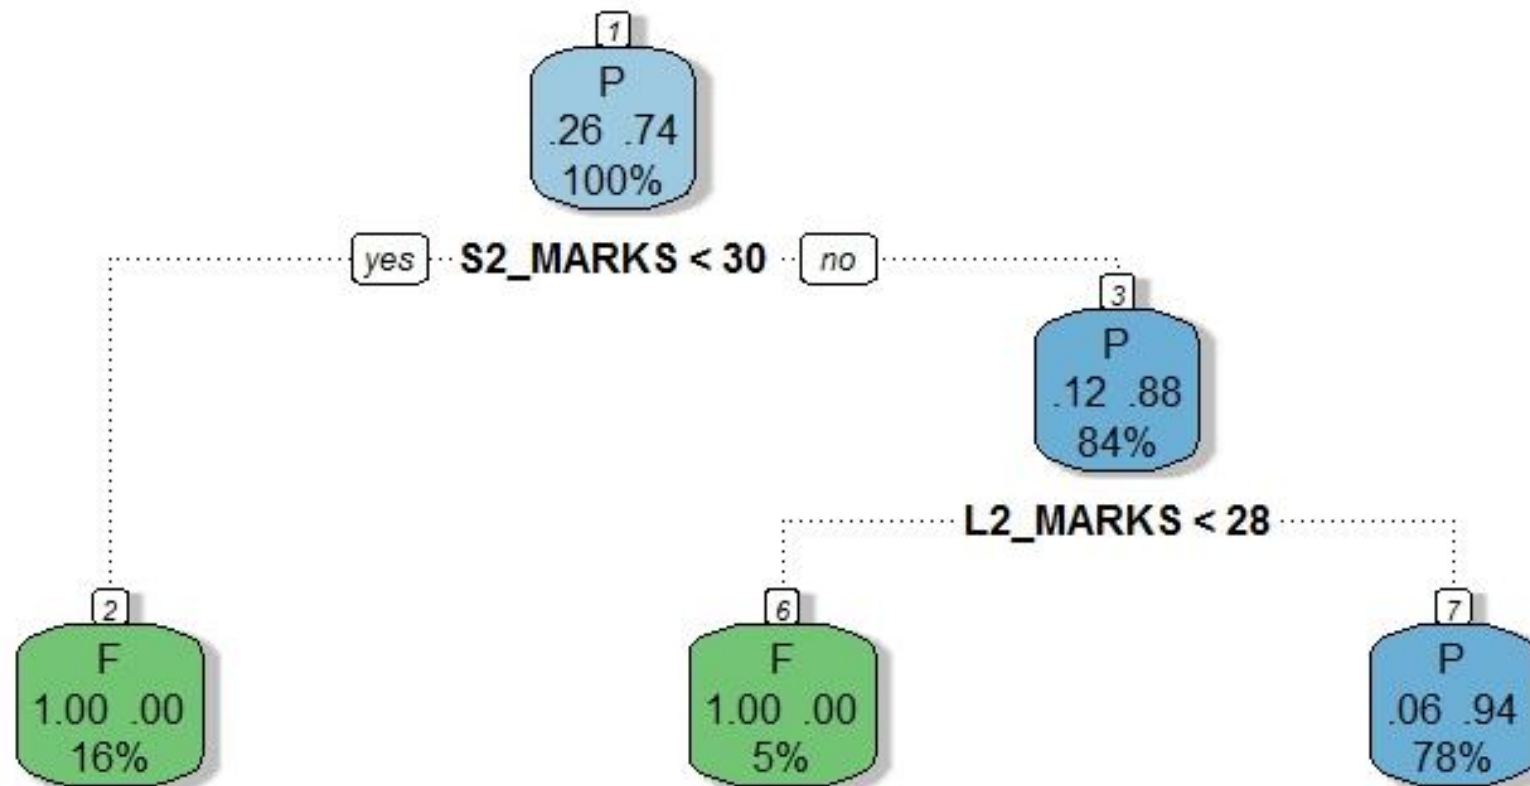 1
P
.26 .74
100%
yes S2_MARKS < 30 no
3
P
.12 .88
84%
L2_MARKS < 28
2
F
1.00 .00
16%
6
F
1.00 .00
5%
7
P
.06 .94
78%